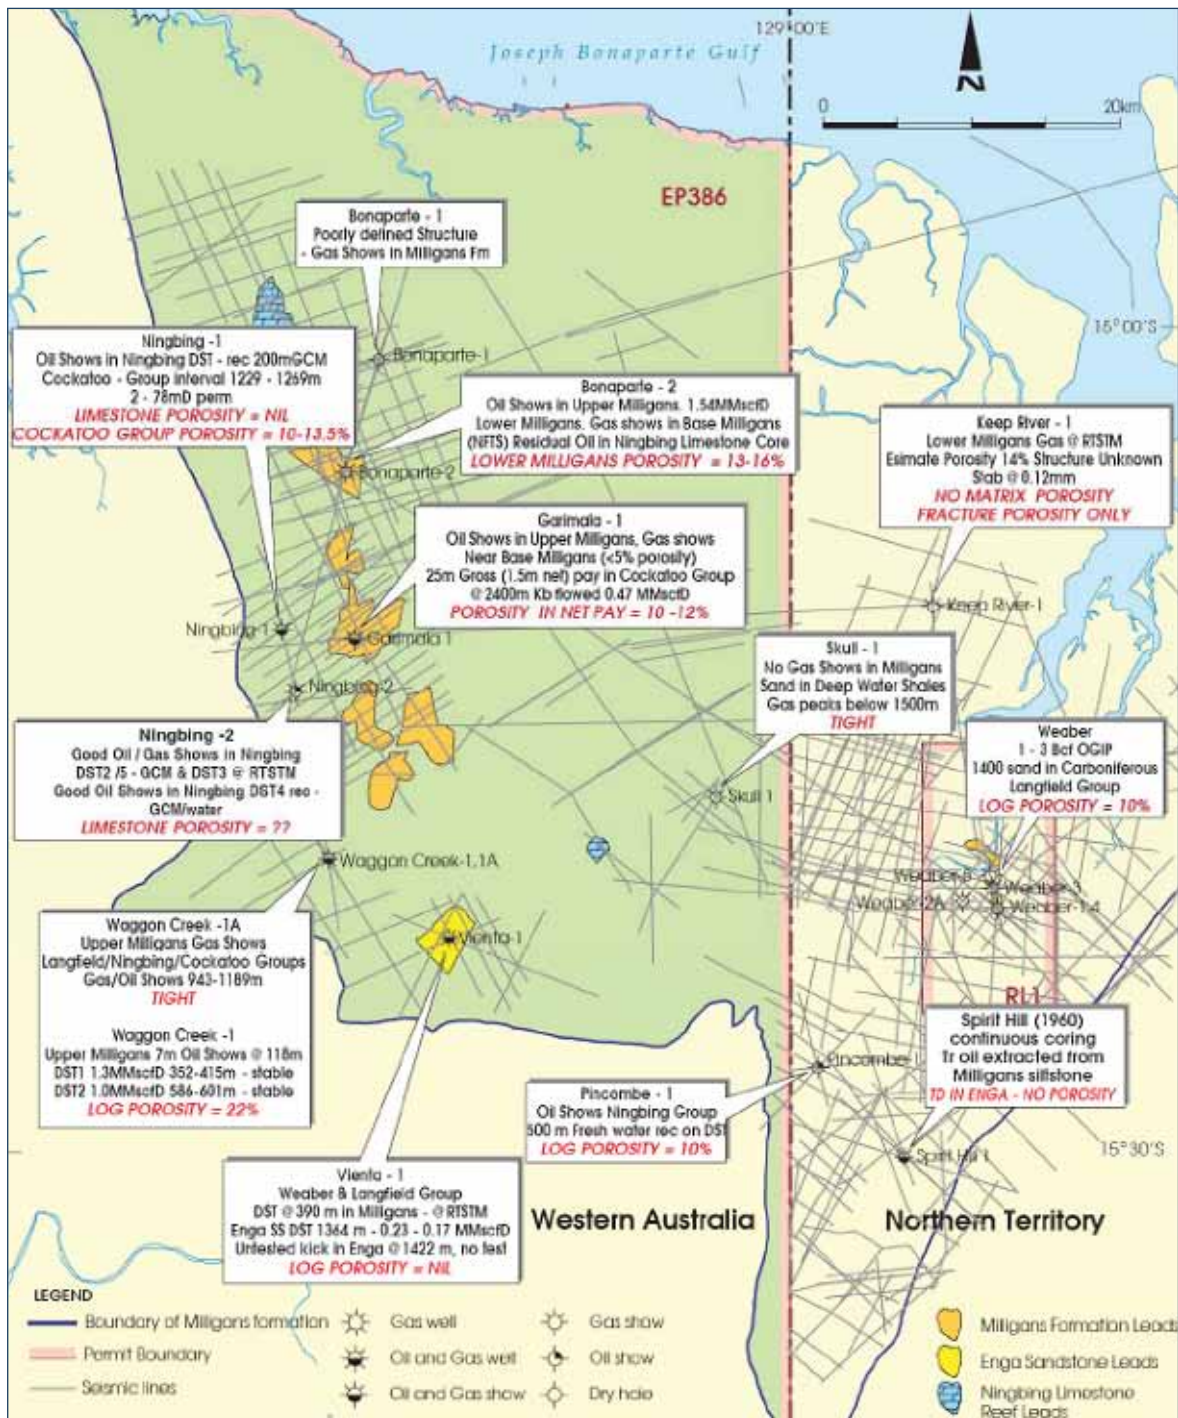 129°00'E
Joseph Bonaparte Gulf
N
0 20km
EP386
Bonaparte - 1
Poorly defined Structure
- Gas Shows in Milligans Fm
15°00'S
Ningbing -1
Oil Shows in Ningbing DST - rec 200mGCM
Cockatoo - Group interval 1229 - 1269m
2 - 78mD perm
LIMESTONE POROSITY = NIL
COCKATOO GROUP POROSITY = 10-13.5%
Bonaparte-1
Bonaparte - 2
Oil Shows in Upper Milligans. 1.54MMscfD
Lower Milligans. Gas shows in Base Milligans
(NFTS) Residual Oil in Ningbing Limestone Core
LOWER MILLIGANS POROSITY = 13-16%
Bonaparte-2
Keep River - 1
Lower Milligans Gas @ RTSTM
Esimate Porosity 14% Structure Unknown
Slab @ 0.12mm
NO MATRIX POROSITY
FRACTURE POROSITY ONLY
Garimala - 1
Oil Shows in Upper Milligans, Gas shows
Near Base Milligans (<5% porosity)
25m Gross (1.5m net) pay in Cockatoo Group
@ 2400m Kb flowed 0.47 MMscfD
POROSITY IN NET PAY = 10 -12%
Keep River-1
Ningbing-1
Garimala 1
Skull - 1
No Gas Shows in Milligans
Sand in Deep Water Shales
Gas peaks below 1500m
TIGHT
Ningbing-2
Ningbing -2
Good Oil / Gas Shows in Ningbing
DST2 /5 - GCM & DST3 @ RTSTM
Good Oil Shows in Ningbing DST4 rec -
GCM/water
LIMESTONE POROSITY = ??
Weaber
1 - 3 Bcf OGIP
1400 sand in Carboniferous
Langfield Group
LOG POROSITY = 10%
Skull 1
Waggon Creek-1,1A
Weaber-5
Weaber-3
Weaber-2A
Weaber-1,4
Waggon Creek -1A
Upper Milligans Gas Shows
Langfield/Ningbing/Cockatoo Groups
Gas/Oil Shows 943-1189m
TIGHT
Waggon Creek -1
Upper Milligans 7m Oil Shows @ 118m
DST1 1.3MMscfD 352-415m - stable
DST2 1.0MMscfD 586-601m - stable
LOG POROSITY = 22%
Vienta-1
RL1
Spirit Hill (1960)
continuous coring
Tr oil extracted from
Milligans siltstone
TD IN ENGA - NO POROSITY
Pincombe-1
Pincombe - 1
Oil Shows Ningbing Group
500 m Fresh water rec on DST
LOG POROSITY = 10%
Spirit Hill 1
15°30'S
Vienta - 1
Weaber & Langfield Group
DST @ 390 m in Milligans - @RTSTM
Enga SS DST 1364 m - 0.23 - 0.17 MMscfD
Untested kick in Enga @ 1422 m, no test
LOG POROSITY = NIL
Western Australia
Northern Territory
LEGEND
Boundary of Milligans formation
Permit Boundary
Seismic lines
Gas well
Oil and Gas well
Oil and Gas show
Gas show
Oil show
Dry hole
Milligans Formation Leads
Enga Sandstone Leads
Ningbing Limestone
Reef Leads